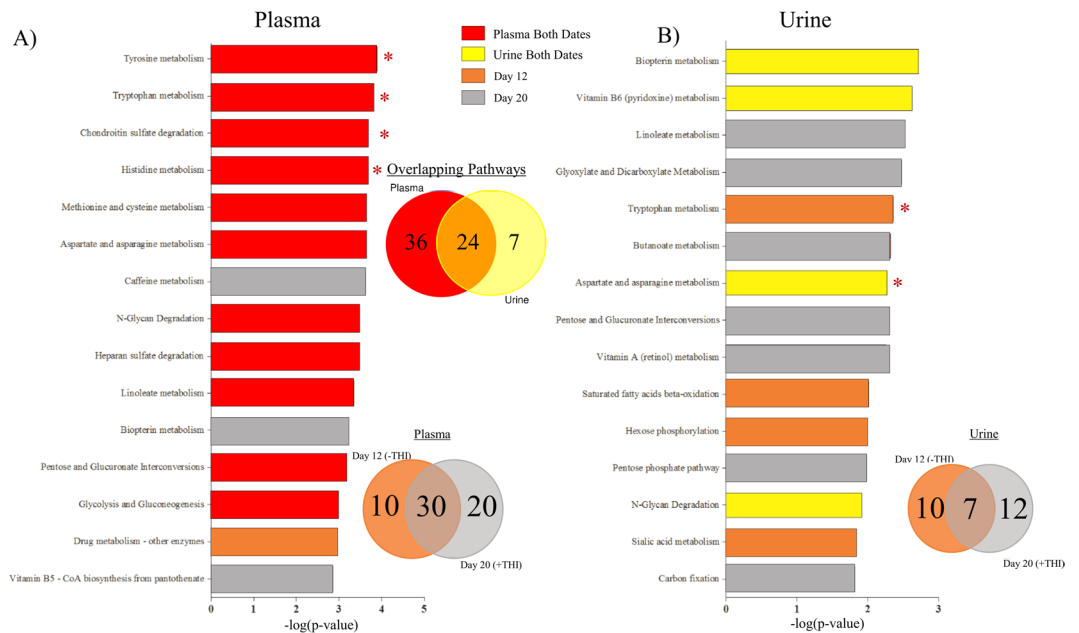 Plasma
Urine
A)
B)
Plasma Both Dates
Urine Both Dates
Day 12
Day 20
Tyrosine metabolism
*
Tryptophan metabolism
*
Chondroitin sulfate degradation
*
Histidine metabolism
*
Methionine and cysteine metabolism
Aspartate and asparagine metabolism
Caffeine metabolism
N-Glycan Degradation
Heparan sulfate degradation
Linoleate metabolism
Biopterin metabolism
Pentose and Glucuronate Interconversions
Glycolysis and Gluconeogenesis
Drug metabolism - other enzymes
Vitamin B5 - CoA biosynthesis from pantothenate
0 1 2 3 4 5
-log(p-value)
Overlapping Pathways
Plasma
36 24 7
Urine
Plasma
Day 12 (-THI)
10 30 20
Day 20 (+THI)
Biopterin metabolism
Vitamin B6 (pyridoxine) metabolism
Linoleate metabolism
Glyoxylate and Dicarboxylate Metabolism
Tryptophan metabolism
*
Butanoate metabolism
Aspartate and asparagine metabolism
*
Pentose and Glucuronate Interconversions
Vitamin A (retinol) metabolism
Saturated fatty acids beta-oxidation
Hexose phosphorylation
Pentose phosphate pathway
N-Glycan Degradation
Sialic acid metabolism
Carbon fixation
0 1 2 3
-log(p-value)
Urine
Day 12 (-THI)
10 7 12
Day 20 (+THI)